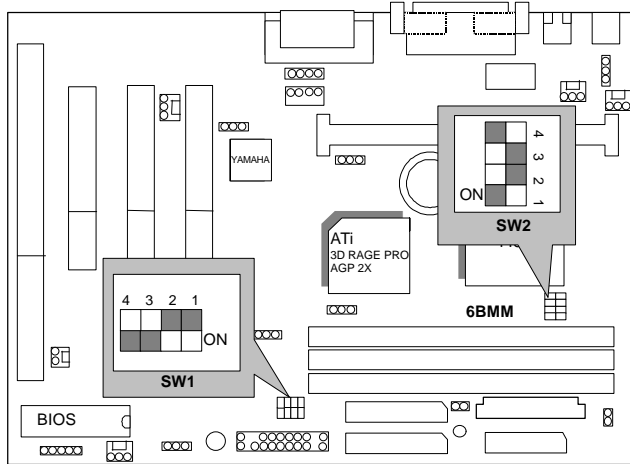 YAMAHA
4
3
2
1
ON
SW2
ATi
3D RAGE PRO
AGP 2X
6BMM
4 3 2 1
ON
SW1
BIOS